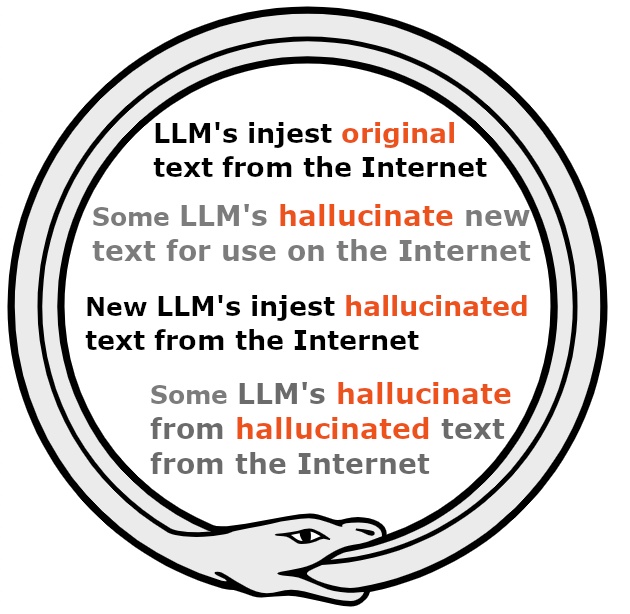 LLM's injest original
text from the Internet
Some LLM's hallucinate new
text for use on the Internet
New LLM's injest hallucinated
text from the Internet
Some LLM's hallucinate
from hallucinated text
from the Internet